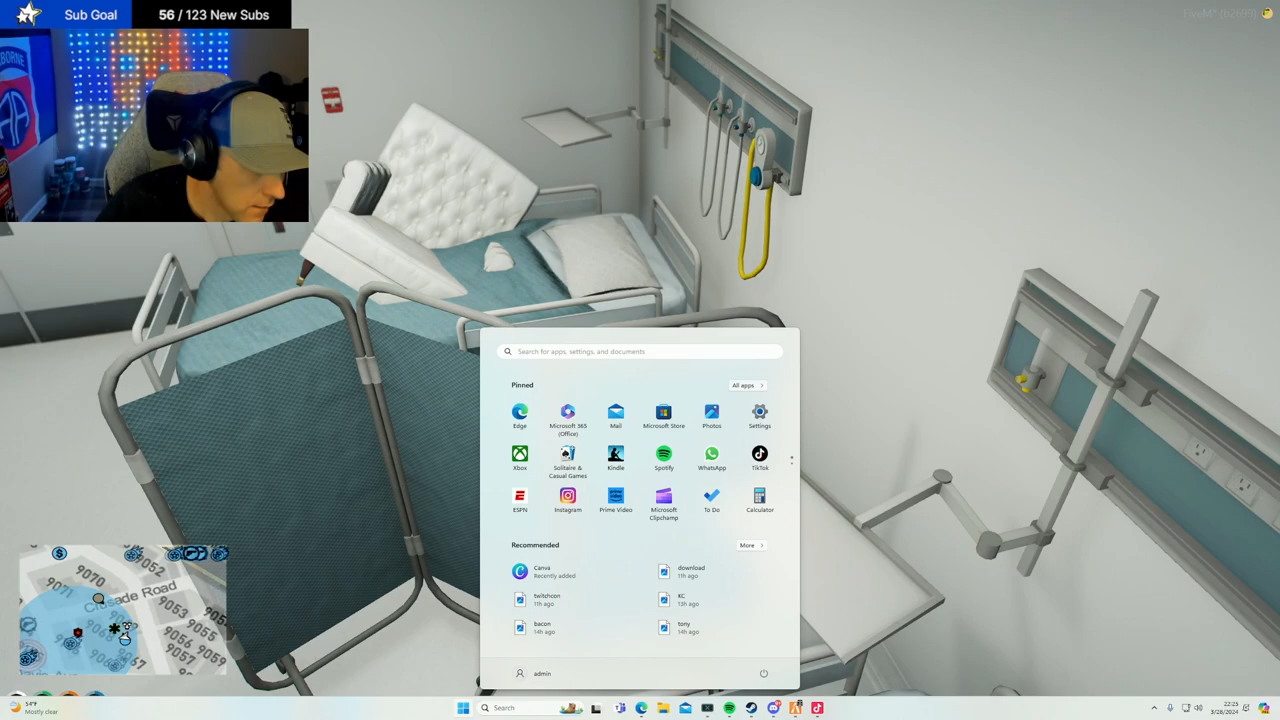 Sub Goal
56 / 123 New Subs
Search for apps, settings, and documents
Pinned
All apps
Edge
Microsoft 365 (Office)
Mail
Microsoft Store
Photos
Settings
Xbox
Solitaire & Casual Games
Kindle
Spotify
WhatsApp
TikTok
ESPN
Instagram
Prime Video
Microsoft Clipchamp
To Do
Calculator
Recommended
More
Canva
Recently added
download
11h ago
twitchcon
11h ago
KC
13h ago
bacon
14h ago
tony
14h ago
admin
9070
9052
9071
Crusade Road
9053
9055
9056
9066
9067
9059
54°F
Mostly clear
Search
22:25
3/28/2024